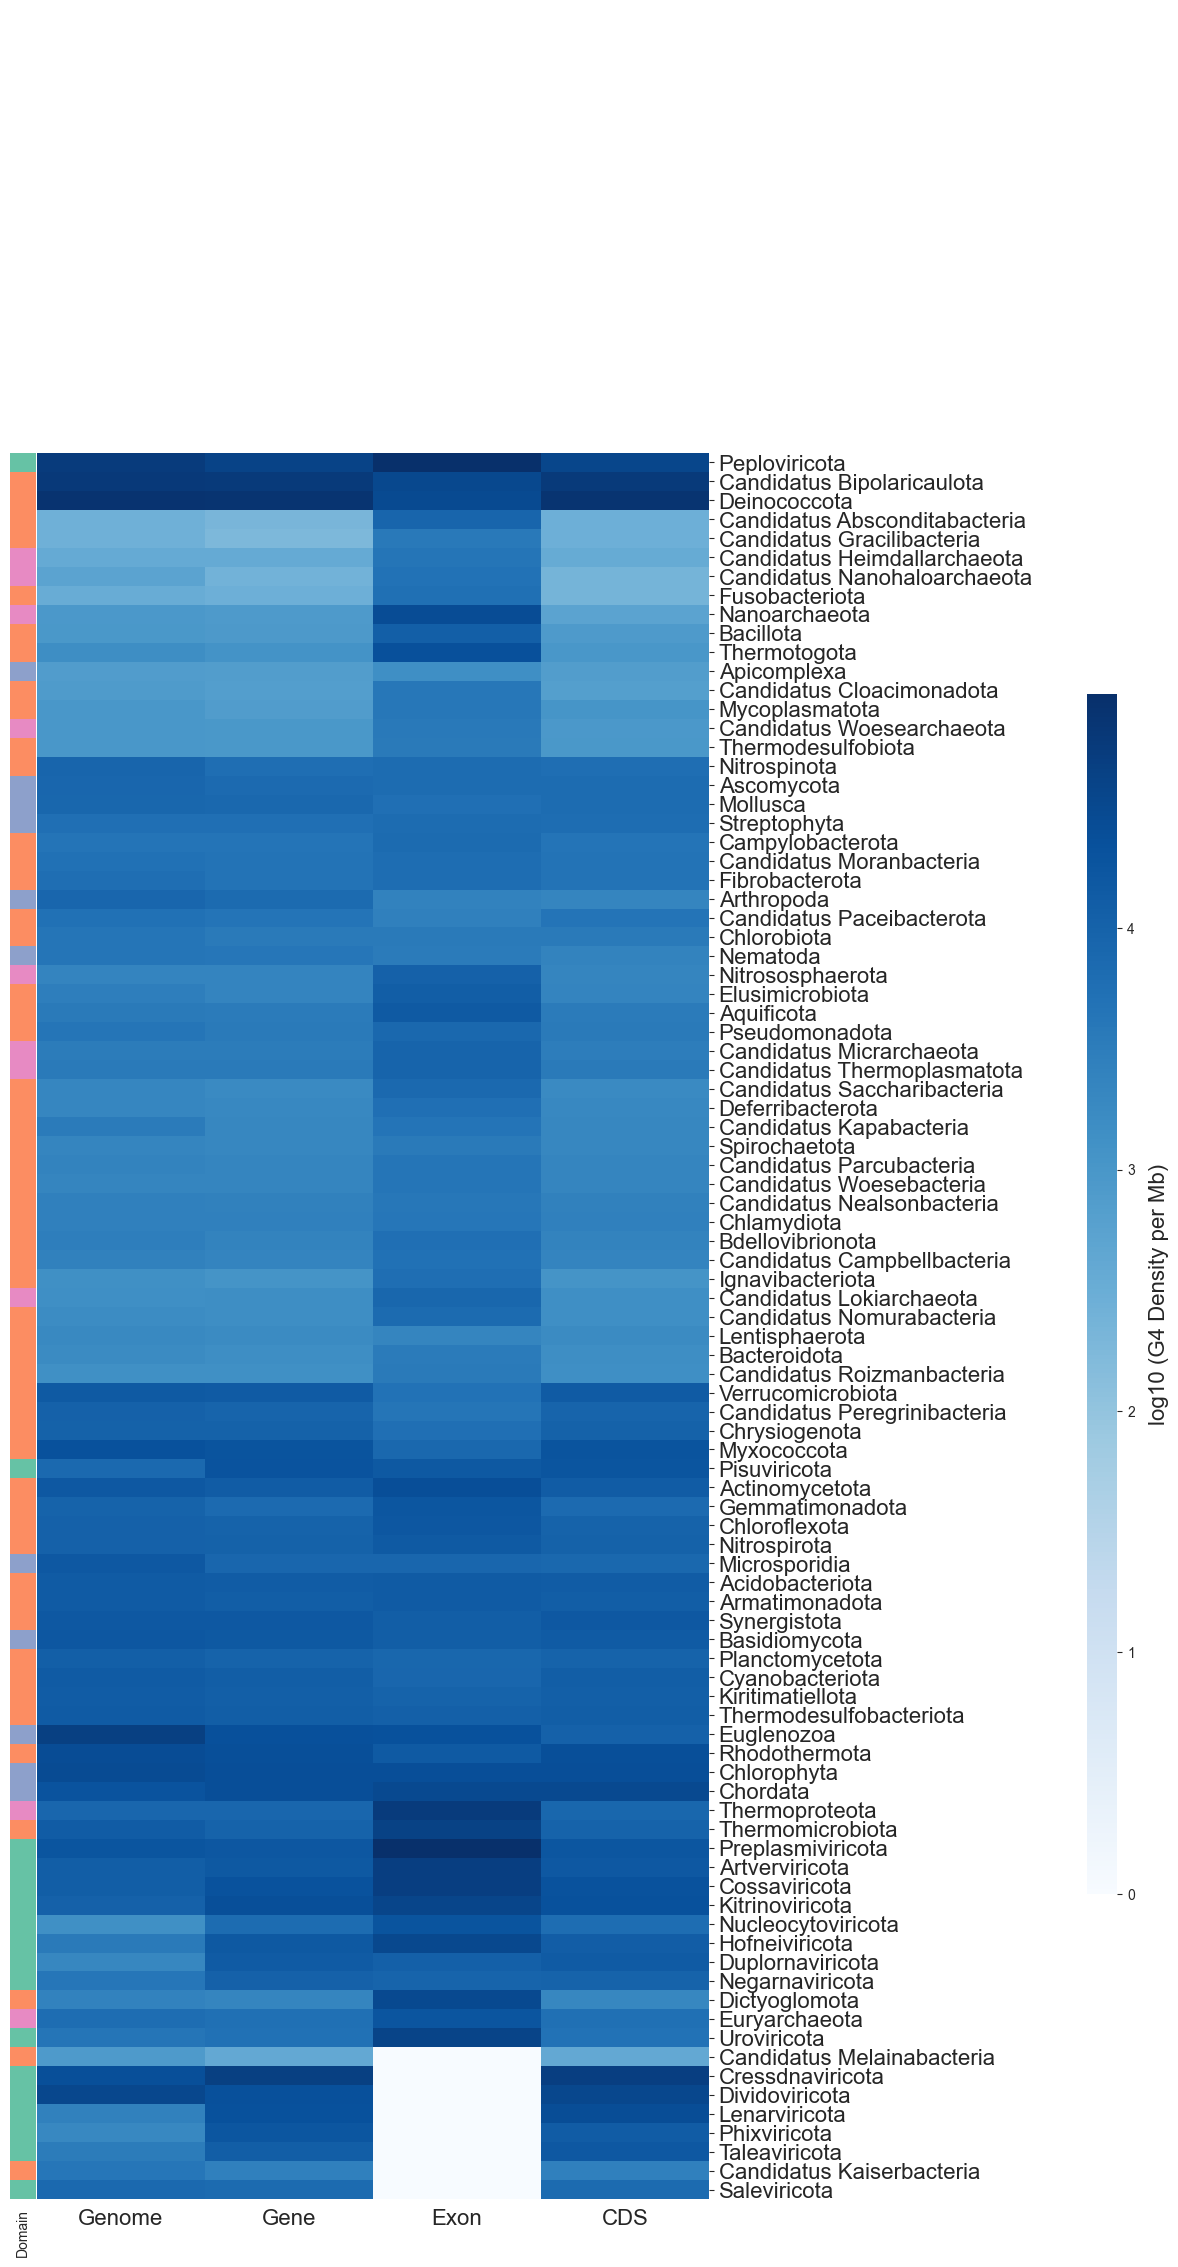 Peploviricota
Candidatus Bipolaricaulota
Deinococcota
Candidatus Absconditabacteria
Candidatus Gracilibacteria
Candidatus Heimdallarchaeota
Candidatus Nanohaloarchaeota
Fusobacteriota
Nanoarchaeota
Bacillota
Thermotogota
Apicomplexa
Candidatus Cloacimonadota
Mycoplasmatota
Candidatus Woesearchaeota
Thermodesulfobiota
Nitrospinota
Ascomycota
Mollusca
Streptophyta
Campylobacterota
Candidatus Moranbacteria
Fibrobacterota
Arthropoda
Candidatus Paceibacterota
Chlorobiota
Nematoda
Nitrososphaerota
Elusimicrobiota
Aquificota
Pseudomonadota
Candidatus Micrarchaeota
Candidatus Thermoplasmatota
Candidatus Saccharibacteria
Deferribacterota
Candidatus Kapabacteria
Spirochaetota
Candidatus Parcubacteria
Candidatus Woesebacteria
Candidatus Nealsonbacteria
Chlamydiota
Bdellovibrionota
Candidatus Campbellbacteria
Ignavibacteriota
Candidatus Lokiarchaeota
Candidatus Nomurabacteria
Lentisphaerota
Bacteroidota
Candidatus Roizmanbacteria
Verrucomicrobiota
Candidatus Peregrinibacteria
Chrysiogenota
Myxococcota
Pisuviricota
Actinomycetota
Gemmatimonadota
Chloroflexota
Nitrospirota
Microsporidia
Acidobacteriota
Armatimonadota
Synergistota
Basidiomycota
Planctomycetota
Cyanobacteriota
Kiritimatiellota
Thermodesulfobacteriota
Euglenozoa
Rhodothermota
Chlorophyta
Chordata
Thermoproteota
Thermomicrobiota
Preplasmiviricota
Artverviricota
Cossaviricota
Kitrinoviricota
Nucleocytoviricota
Hofneiviricota
Duplornaviricota
Negarnaviricota
Dictyoglomota
Euryarchaeota
Uroviricota
Candidatus Melainabacteria
Cressdnaviricota
Dividoviricota
Lenarviricota
Phixviricota
Taleaviricota
Candidatus Kaiserbacteria
Saleviricota
Domain
Genome Gene Exon CDS
4
3
2
1
0
log10 (G4 Density per Mb)